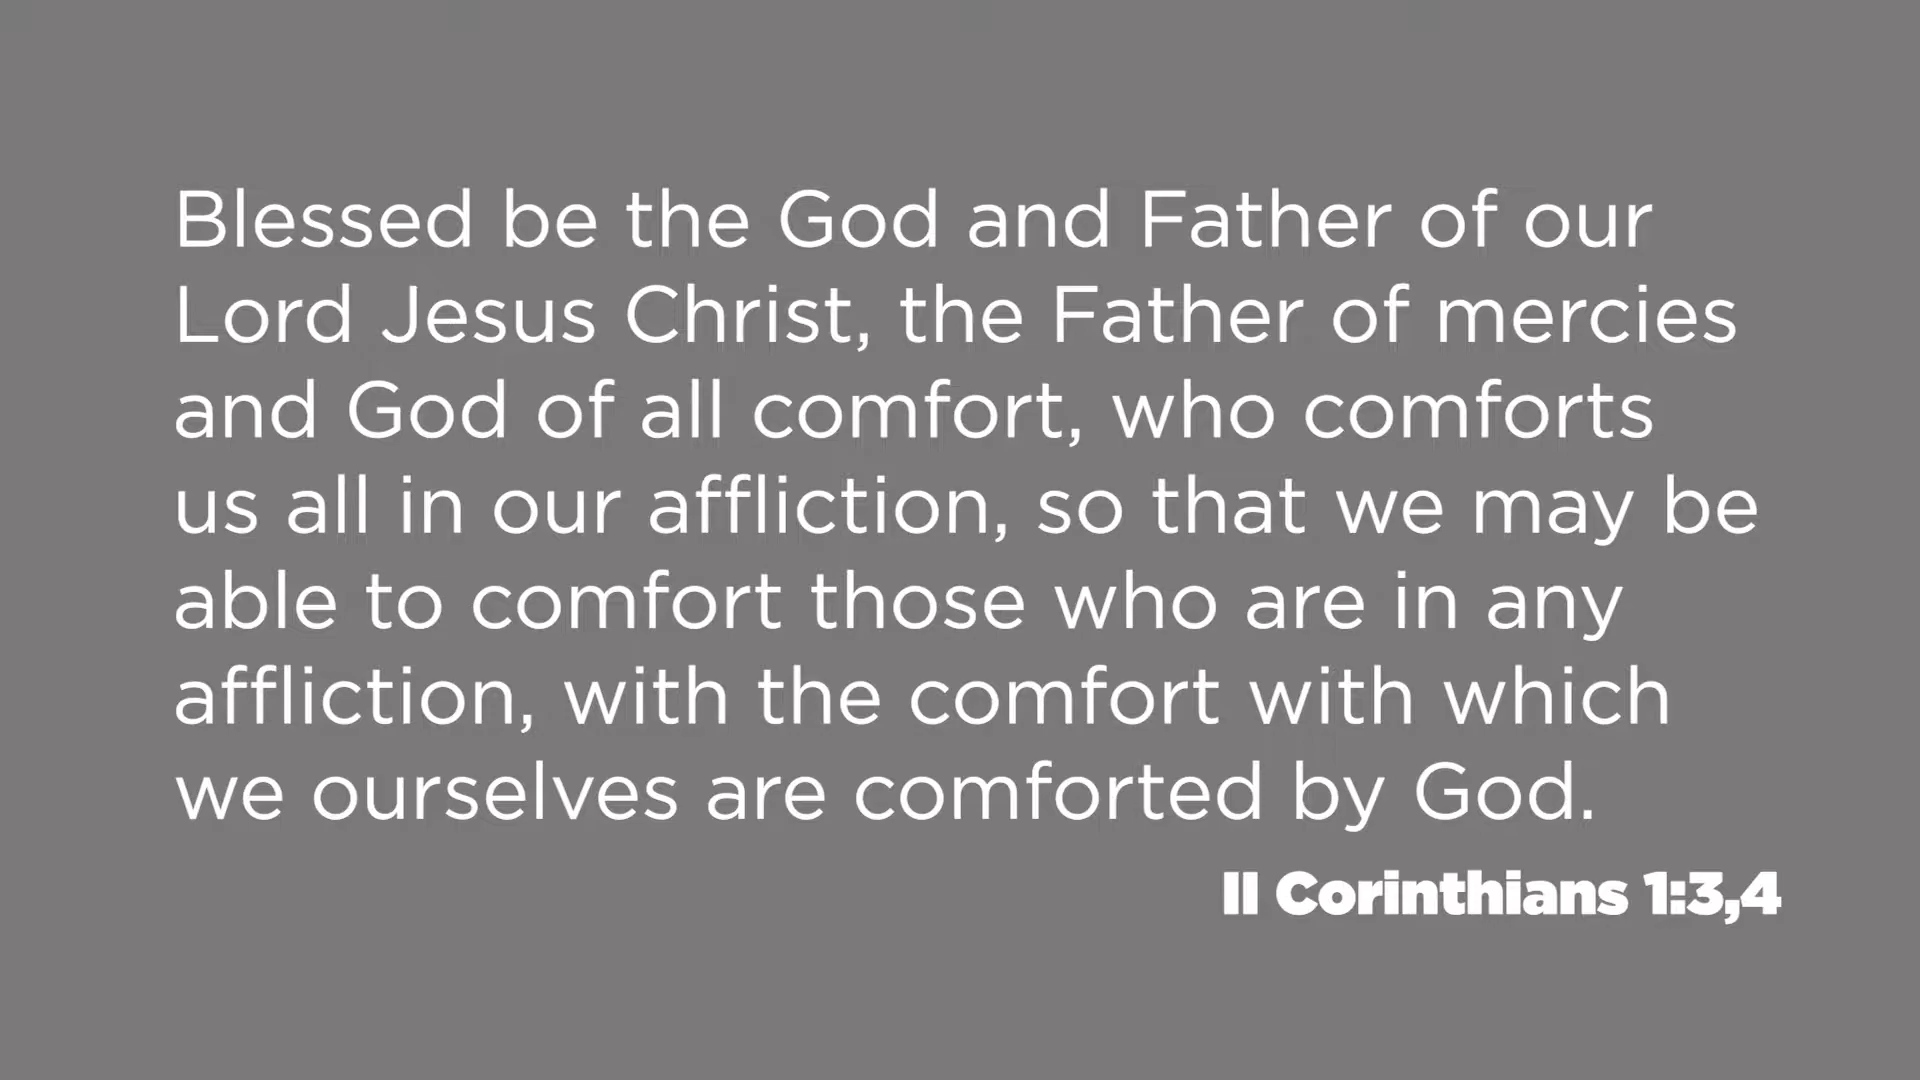 Blessed be the God and Father of our
Lord Jesus Christ, the Father of mercies
and God of all comfort, who comforts
us all in our affliction, so that we may be
able to comfort those who are in any
affliction, with the comfort with which
we ourselves are comforted by God.
II Corinthians 1:3,4